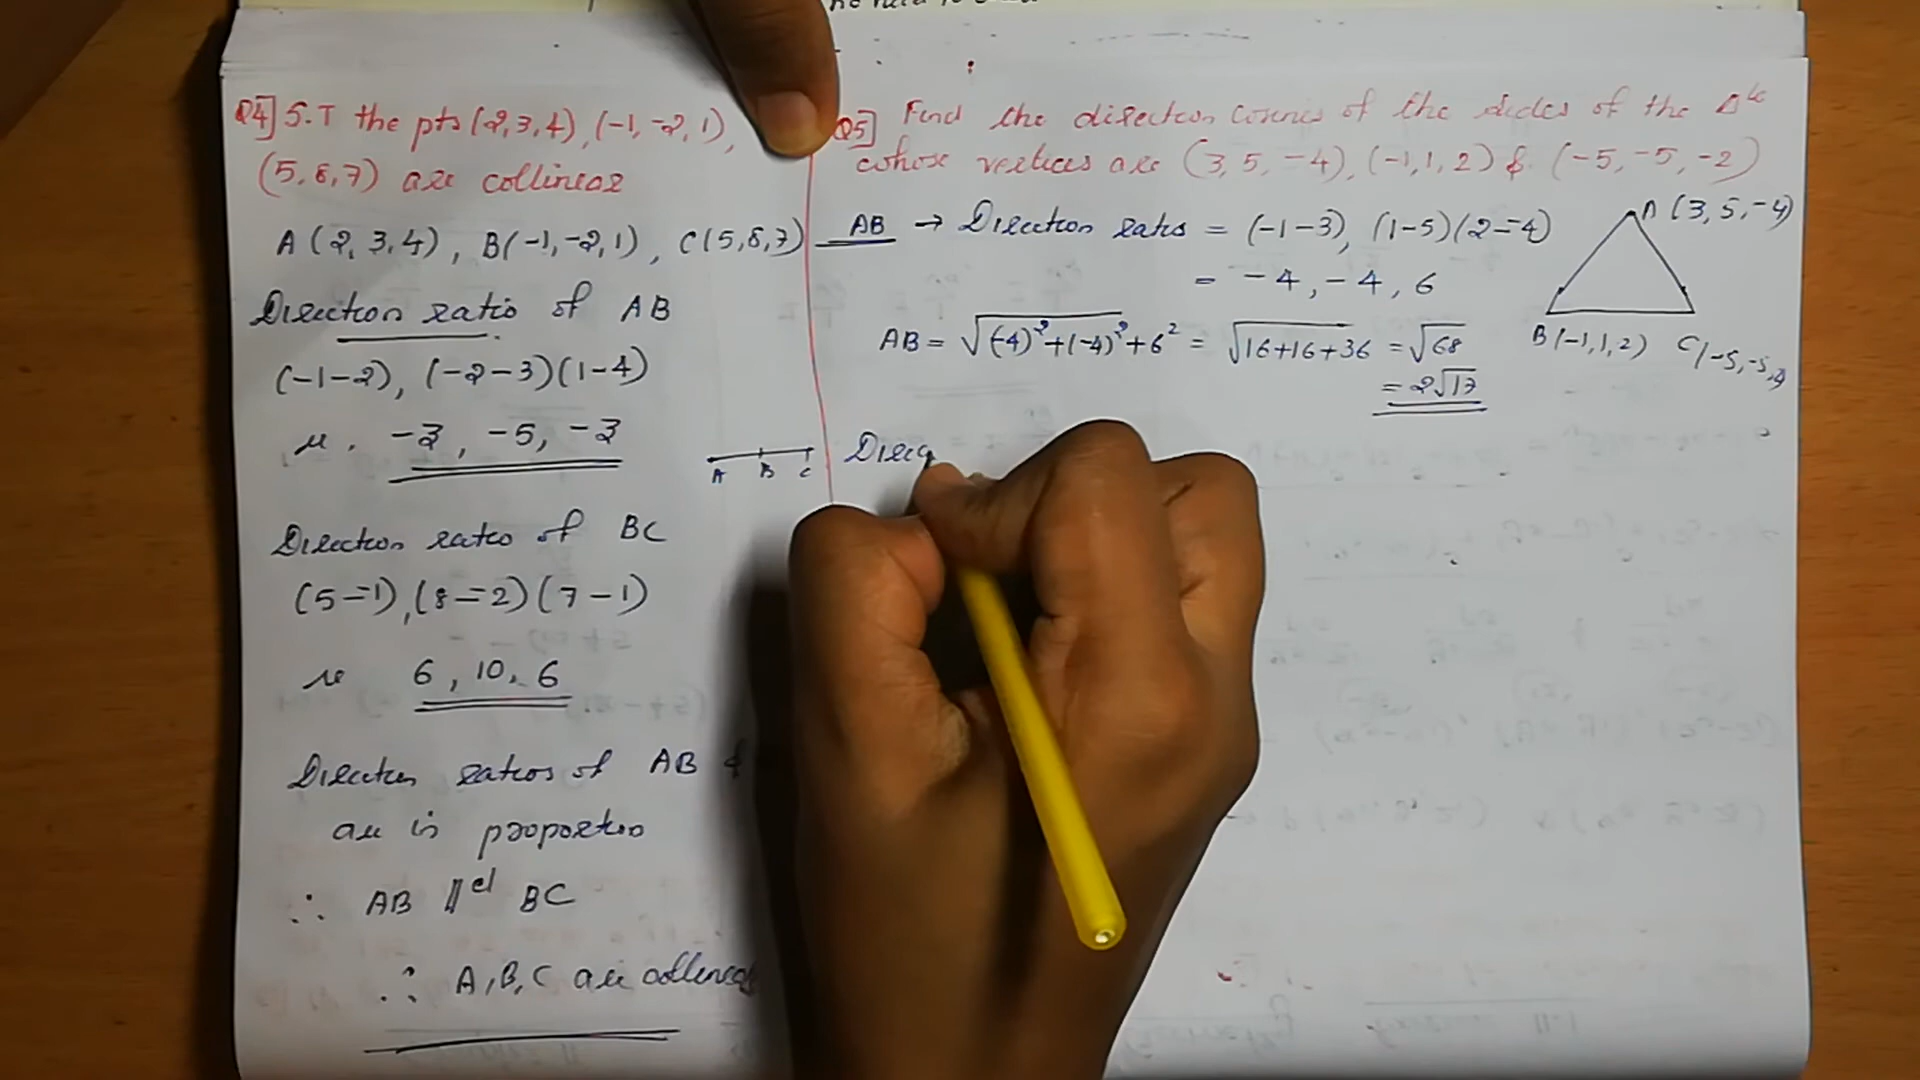 Q4] S.T the pts (2,3,4), (-1,-2,1),
(5,8,7) are collinear
A (2,3,4), B(-1,-2,1), C(5,8,7)
Direction ratio of AB
(-1-2), (-2-3)(1-4)
-3, -5, -3
A B C
Direction ratio of BC
(5--1), (8--2)(7-1)
6, 10, 6
Direction ratios of AB &
are in proportion
∴ AB ||el BC
∴ A,B,C are collinear
Q5] Find the direction cosines of the sides of the Δle
whose vertices are (3,5,-4), (-1,1,2) & (-5,-5,-2)
AB → Direction ratios = (-1-3), (1-5)(2--4)
= -4, -4, 6
AB = √(-4)²+(-4)²+6² = √16+16+36 = √68
= 2√17
A (3,5,-4)
B(-1,1,2) C(-5,-5,
Direc